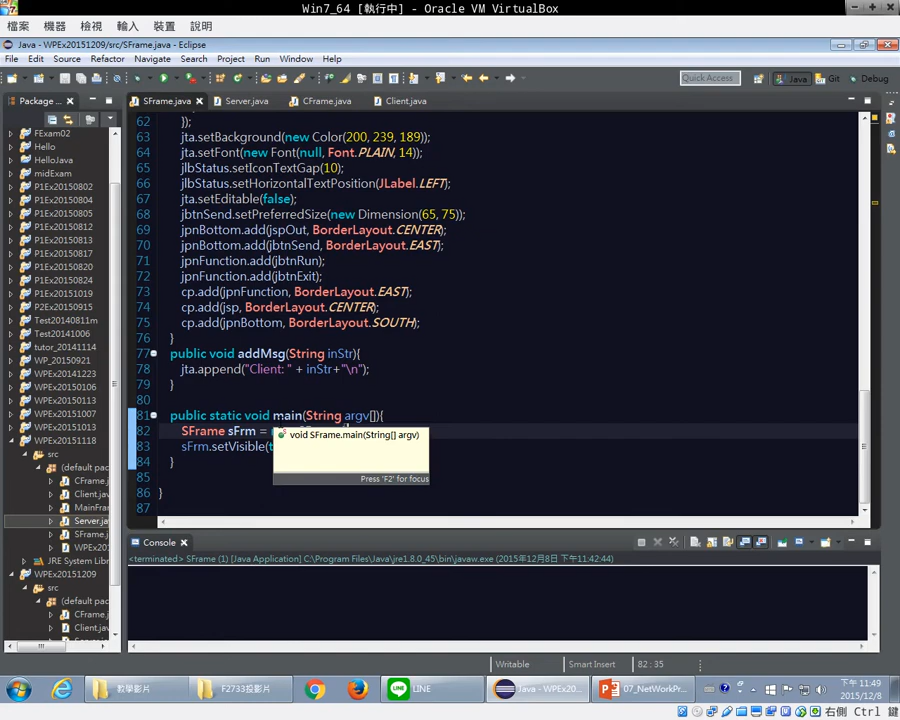 Win7_64 [執行中] - Oracle VM VirtualBox
檔案 機器 檢視 輸入 裝置 說明
Java - WPEx20151209/src/SFrame.java - Eclipse
File Edit Source Refactor Navigate Search Project Run Window Help
Quick Access Java Git Debug
Package ...
SFrame.java Server.java CFrame.java Client.java
FExam02
Hello
HelloJava
midExam
P1Ex20150802
P1Ex20150804
P1Ex20150805
P1Ex20150812
P1Ex20150813
P1Ex20150817
P1Ex20150820
P1Ex20150824
P1Ex20151019
P2Ex20150915
Test20140811m
Test20141006
tutor_20141114
WP_20150921
WPEx20141223
WPEx20150106
WPEx20151007
WPEx20151013
WPEx20151118
src
(default pac
CFrame.j
Client.jav
MainFran
Server.ja
SFrame.j
WPEx201
JRE System Libr
WPEx20151209
src
(default pac
CFrame.j
Client.jav
62 });
63 jta.setBackground(new Color(200, 239, 189));
64 jta.setFont(new Font(null, Font.PLAIN, 14));
65 jlbStatus.setIconTextGap(10);
66 jlbStatus.setHorizontalTextPosition(JLabel.LEFT);
67 jta.setEditable(false);
68 jbtnSend.setPreferredSize(new Dimension(65, 75));
69 jpnBottom.add(jspOut, BorderLayout.CENTER);
70 jpnBottom.add(jbtnSend, BorderLayout.EAST);
71 jpnFunction.add(jbtnRun);
72 jpnFunction.add(jbtnExit);
73 cp.add(jpnFunction, BorderLayout.EAST);
74 cp.add(jsp, BorderLayout.CENTER);
75 cp.add(jpnBottom, BorderLayout.SOUTH);
76 }
77 public void addMsg(String inStr){
78 jta.append("Client: " + inStr+"\n");
79 }
80
81 public static void main(String argv[]){
82 SFrame sFrm =
void SFrame.main(String[] argv)
83 sFrm.setVisible(t
84 }
Press 'F2' for focus
85
86 }
87
Console
<terminated> SFrame (1) [Java Application] C:\Program Files\Java\jre1.8.0_45\bin\javaw.exe (2015年12月8日 下午11:42:44)
Writable Smart Insert 82 : 35
教學影片 F2733投影片 LINE Java - WPEx20... 07_NetWorkPr...
下午 11:49
2015/12/8
右側 Ctrl 鍵